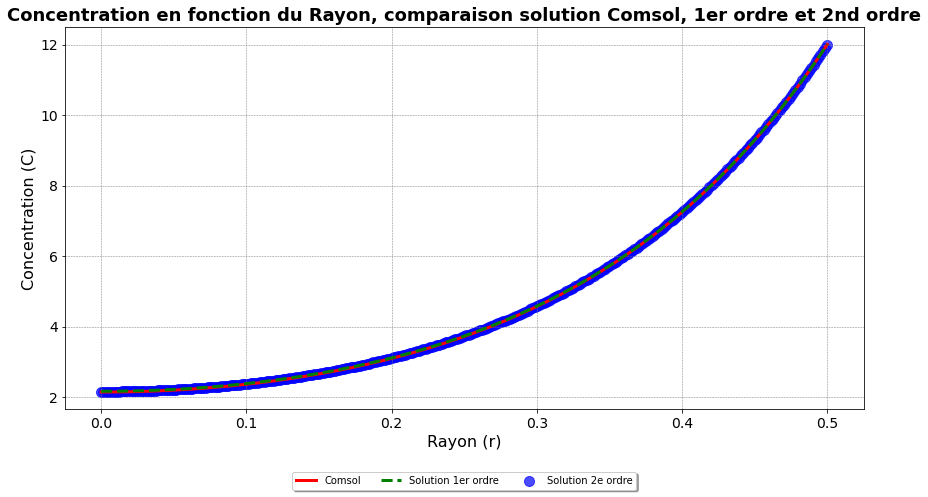 Concentration en fonction du Rayon, comparaison solution Comsol, 1er ordre et 2nd ordre
12
10
8
6
4
2
Concentration (C)
0.0 0.1 0.2 0.3 0.4 0.5
Rayon (r)
Comsol Solution 1er ordre Solution 2e ordre